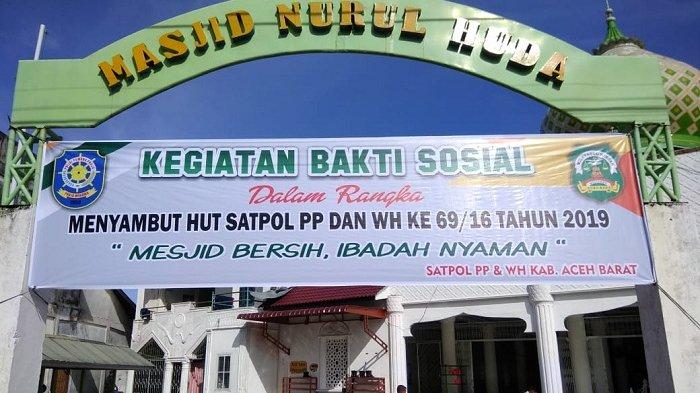 MASJID NURUL HUDA
KEGIATAN BAKTI SOSIAL
Dalam Rangka
MENYAMBUT HUT SATPOL PP DAN WH KE 69/16 TAHUN 2019
" MESJID BERSIH, IBADAH NYAMAN "
SATPOL PP & WH KAB. ACEH BARAT